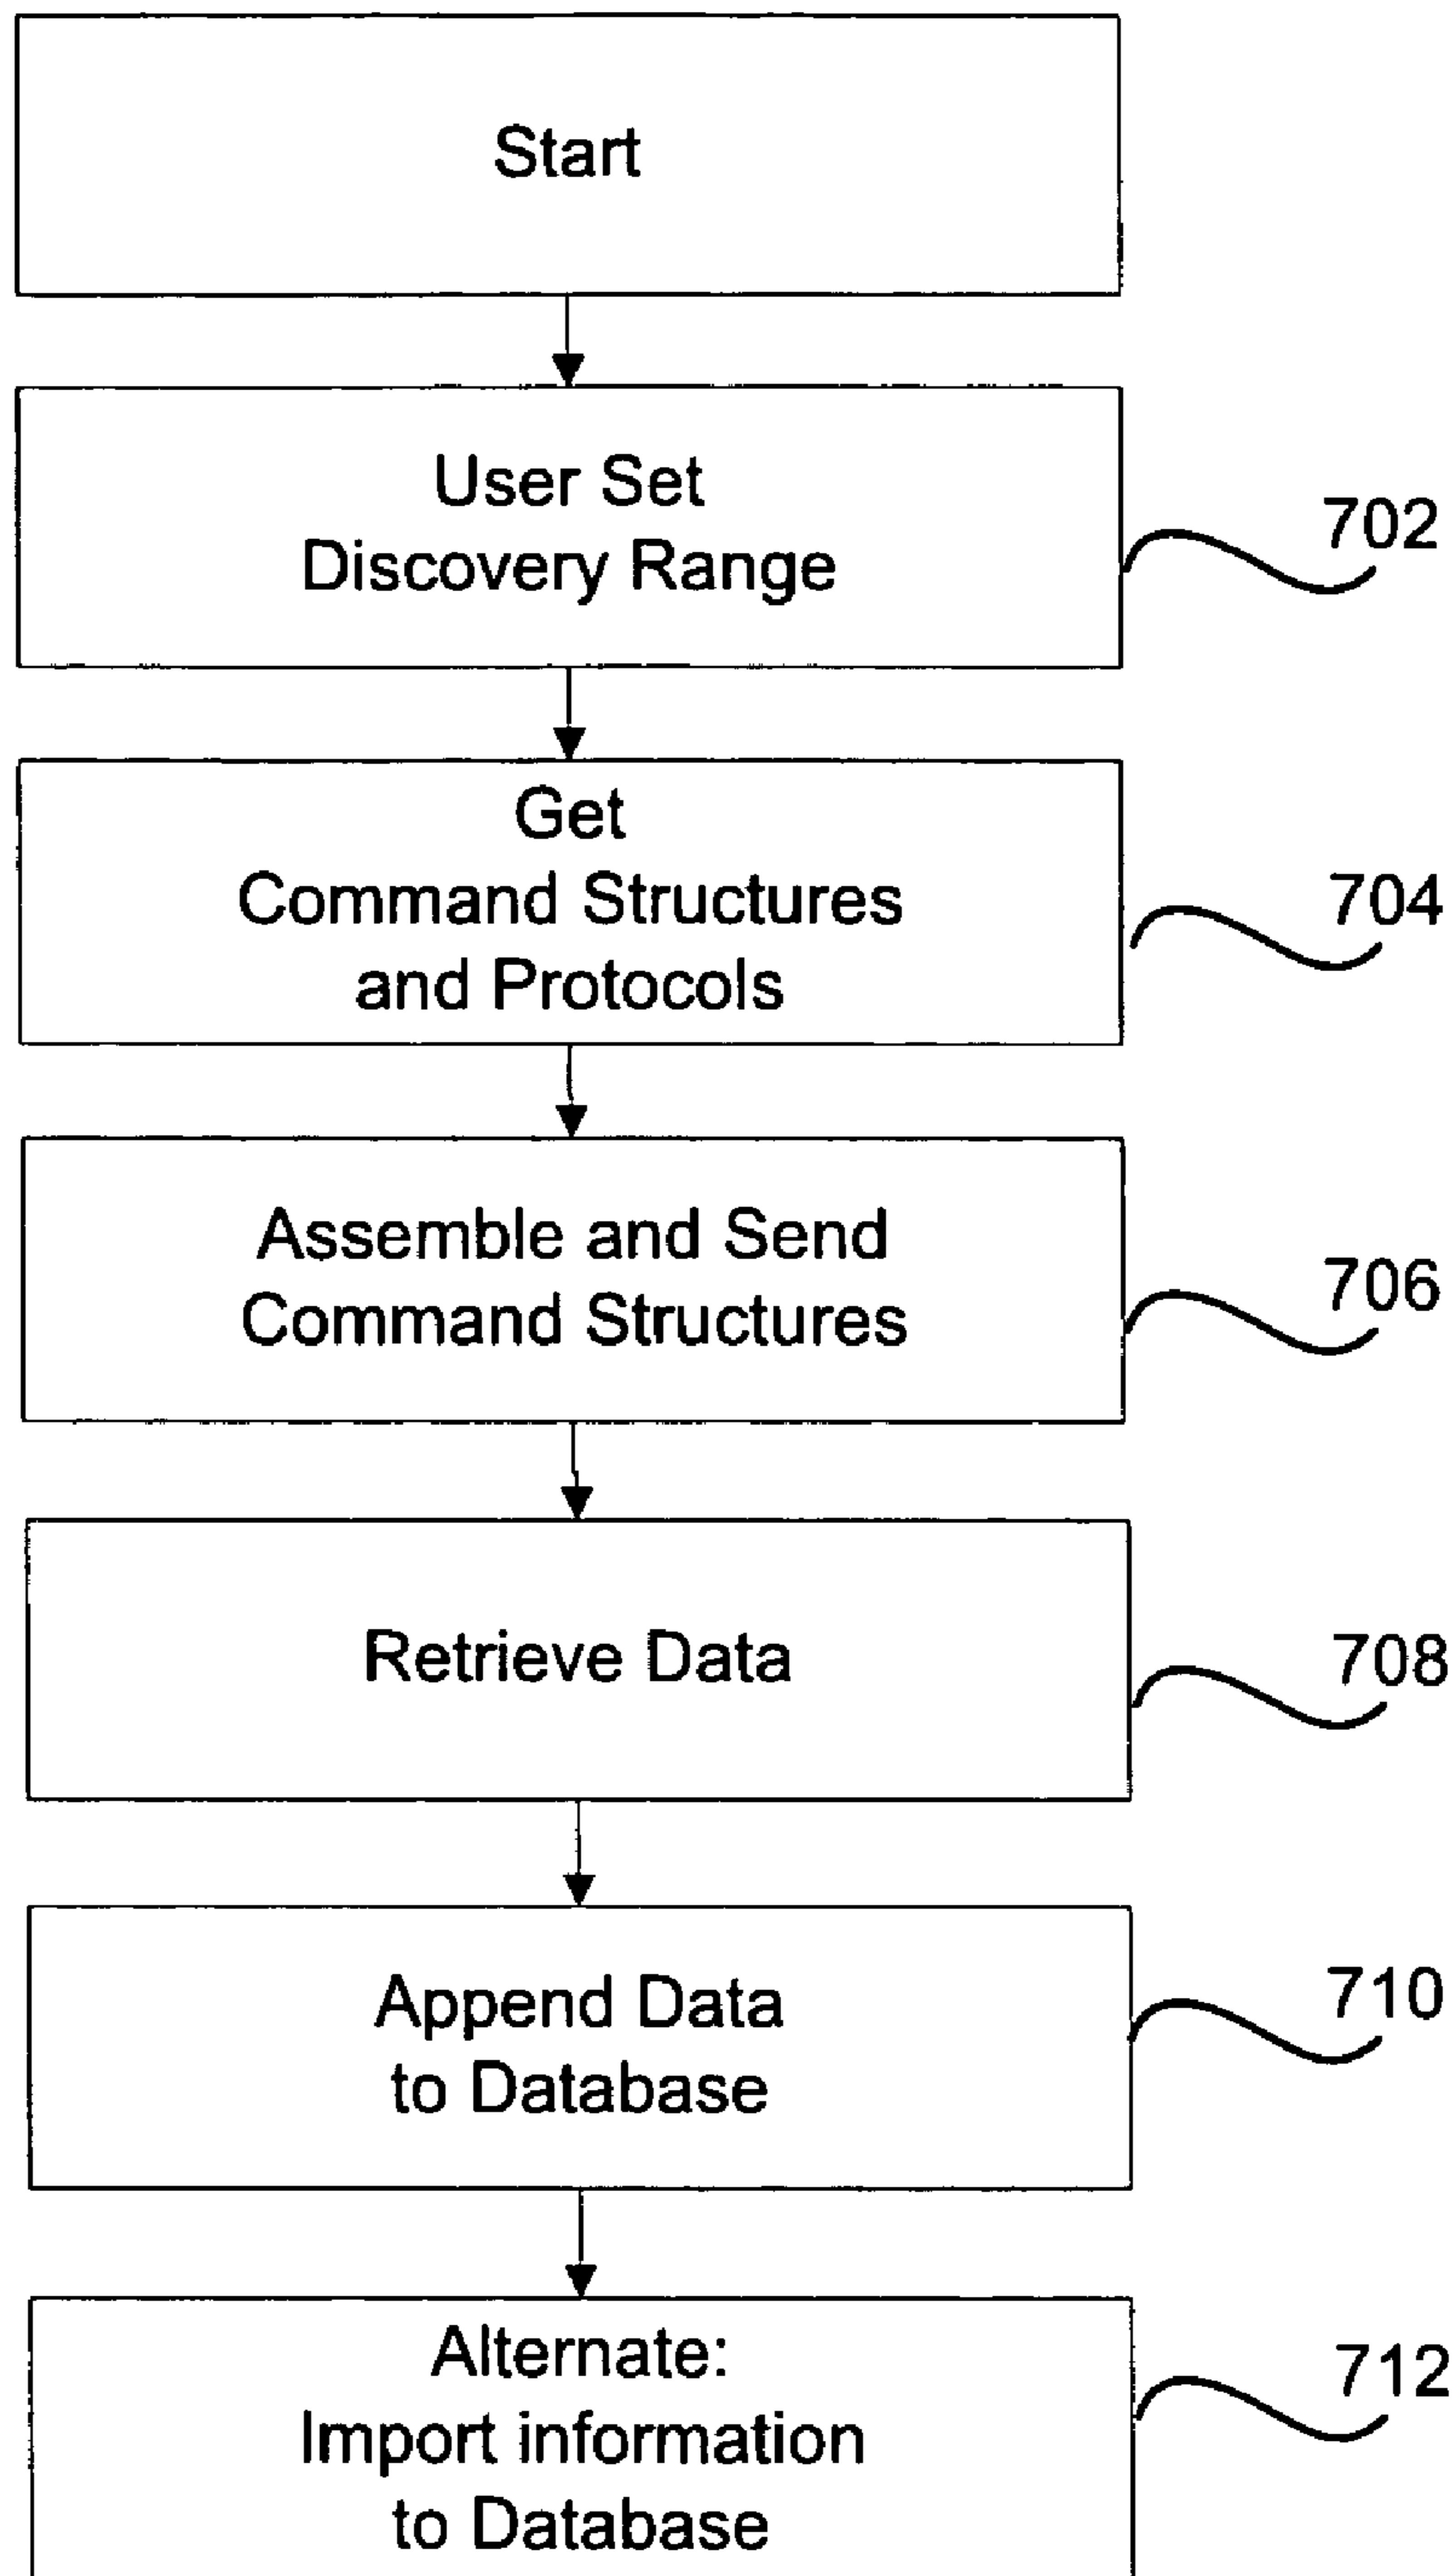 Start
User Set
Discovery Range
702
Get
Command Structures
and Protocols
704
Assemble and Send
Command Structures
706
Retrieve Data
708
Append Data
to Database
710
Alternate:
Import information
to Database
712